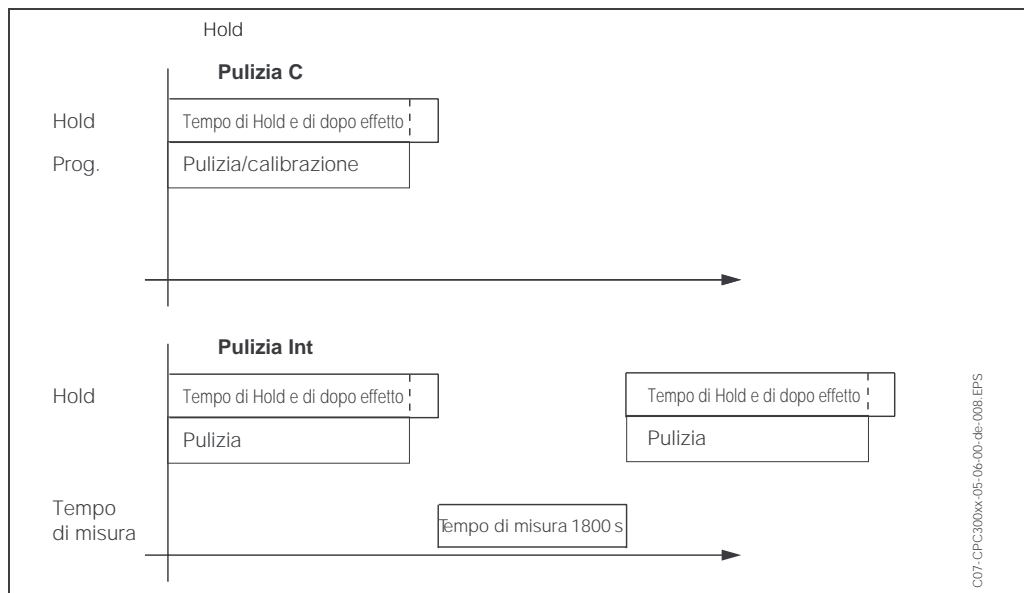 Hold
Pulizia C
Hold
Tempo di Hold e di dopo effetto
Prog.
Pulizia/calibrazione
Pulizia Int
Hold
Tempo di Hold e di dopo effetto
Tempo di Hold e di dopo effetto
Pulizia
Pulizia
Tempo
di misura
Tempo di misura 1800 s
C07-CPC300xx-05-06-00-de-008.EPS